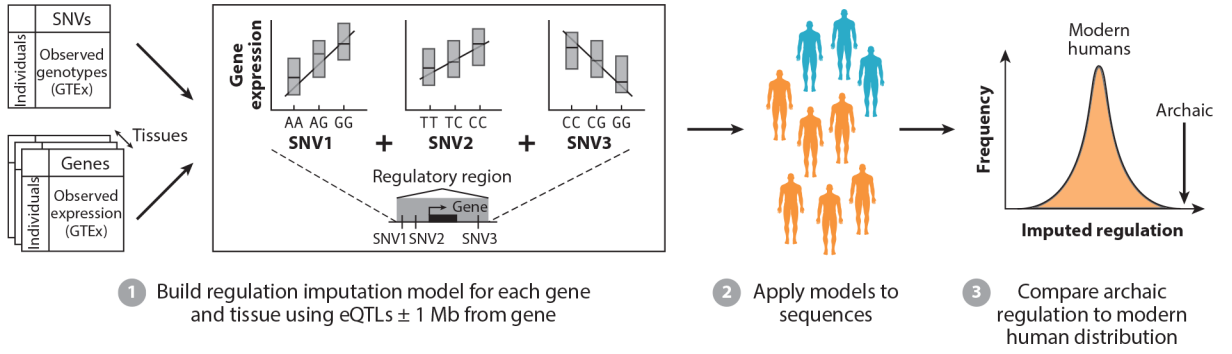 SNVs
Individuals
Observed
genotypes
(GTEx)
Tissues
Genes
Individuals
Observed
expression
(GTEx)
Gene
expression
AA AG GG
SNV1
+
TT TC CC
SNV2
+
CC CG GG
SNV3
Regulatory region
Gene
SNV1 SNV2 SNV3
1 Build regulation imputation model for each gene
and tissue using eQTLs ± 1 Mb from gene
2 Apply models to
sequences
Modern
humans
Archaic
Frequency
Imputed regulation
3 Compare archaic
regulation to modern
human distribution